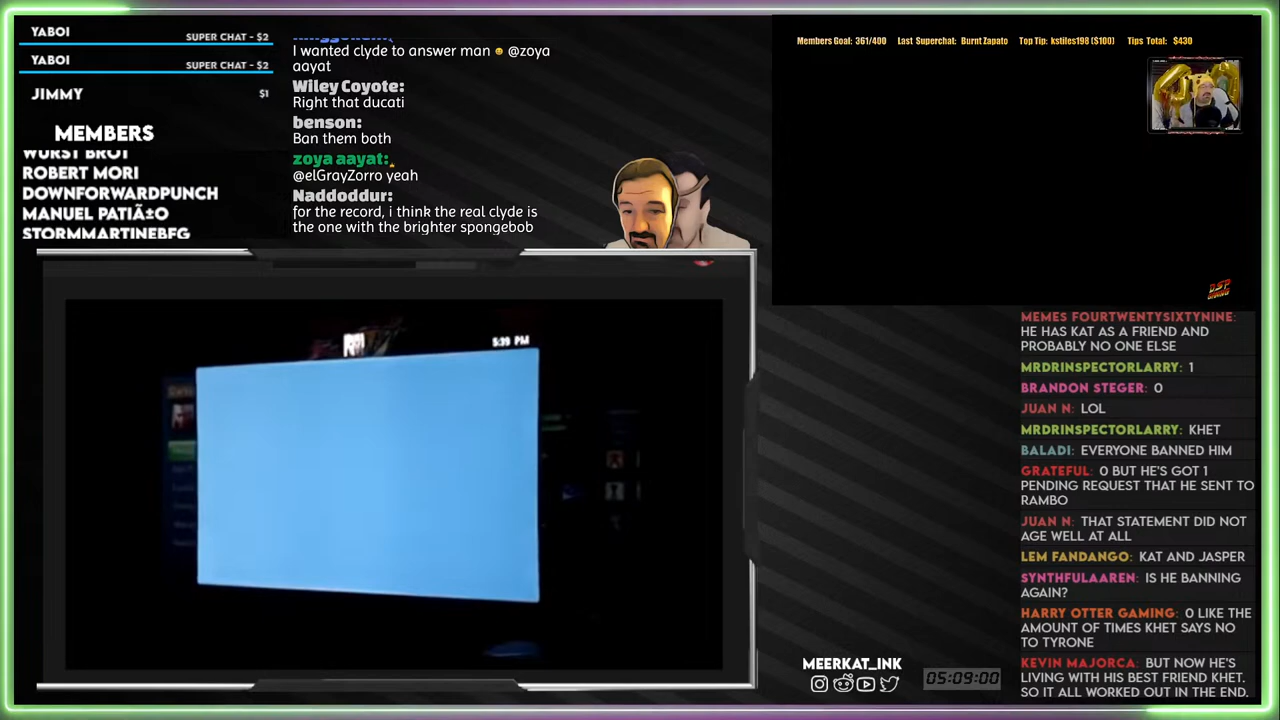 YABOI
SUPER CHAT - $2
YABOI
SUPER CHAT - $2
JIMMY
$1
MEMBERS
WURST BROT
ROBERT MORI
DOWNFORWARDPUNCH
MANUEL PATIÃ±O
STORMMARTINEBFG
I wanted clyde to answer man @zoya
aayat
Wiley Coyote:
Right that ducati
benson:
Ban them both
zoya aayat:
@elGrayZorro yeah
Naddoddur:
for the record, i think the real clyde is
the one with the brighter spongebob
5:39 PM
Members Goal: 361/400 Last Superchat: Burnt Zapato Top Tip: kstiles198 ($100) Tips Total: $430
DSP
GAMING
MEMES FOURTWENTYSIXTYNINE:
HE HAS KAT AS A FRIEND AND
PROBABLY NO ONE ELSE
MRDRINSPECTORLARRY: 1
BRANDON STEGER: 0
JUAN N: LOL
MRDRINSPECTORLARRY: KHET
BALADI: EVERYONE BANNED HIM
GRATEFUL: 0 BUT HE'S GOT 1
PENDING REQUEST THAT HE SENT TO
RAMBO
JUAN N: THAT STATEMENT DID NOT
AGE WELL AT ALL
LEM FANDANGO: KAT AND JASPER
SYNTHFULAAREN: IS HE BANNING
AGAIN?
HARRY OTTER GAMING: 0 LIKE THE
AMOUNT OF TIMES KHET SAYS NO
TO TYRONE
KEVIN MAJORCA: BUT NOW HE'S
LIVING WITH HIS BEST FRIEND KHET.
SO IT ALL WORKED OUT IN THE END.
MEERKAT_INK
05:09:00